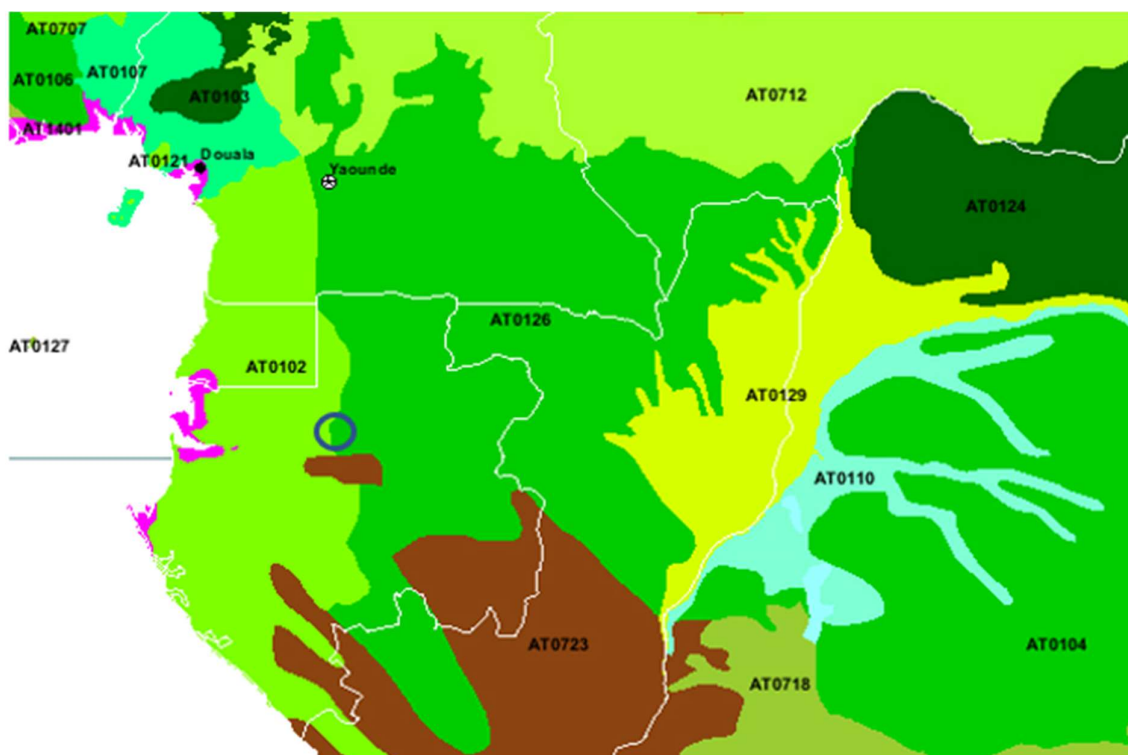 AT0707
AT0107
AT0106
AT0103
AT0712
AT1401
AT0121
Douala
Yaounde
AT0124
AT0126
AT0127
AT0102
AT0129
AT0110
AT0723
AT0104
AT0718